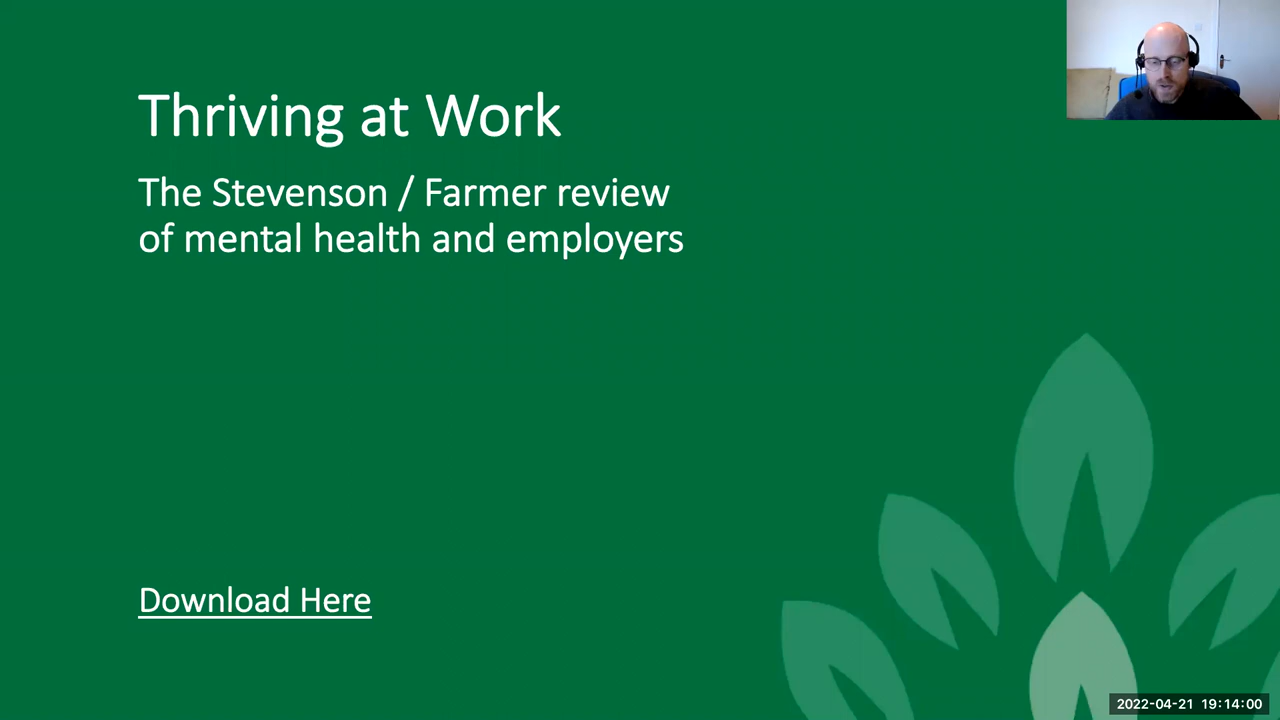 Thriving at Work
The Stevenson / Farmer review
of mental health and employers
Download Here
2022-04-21 19:14:00